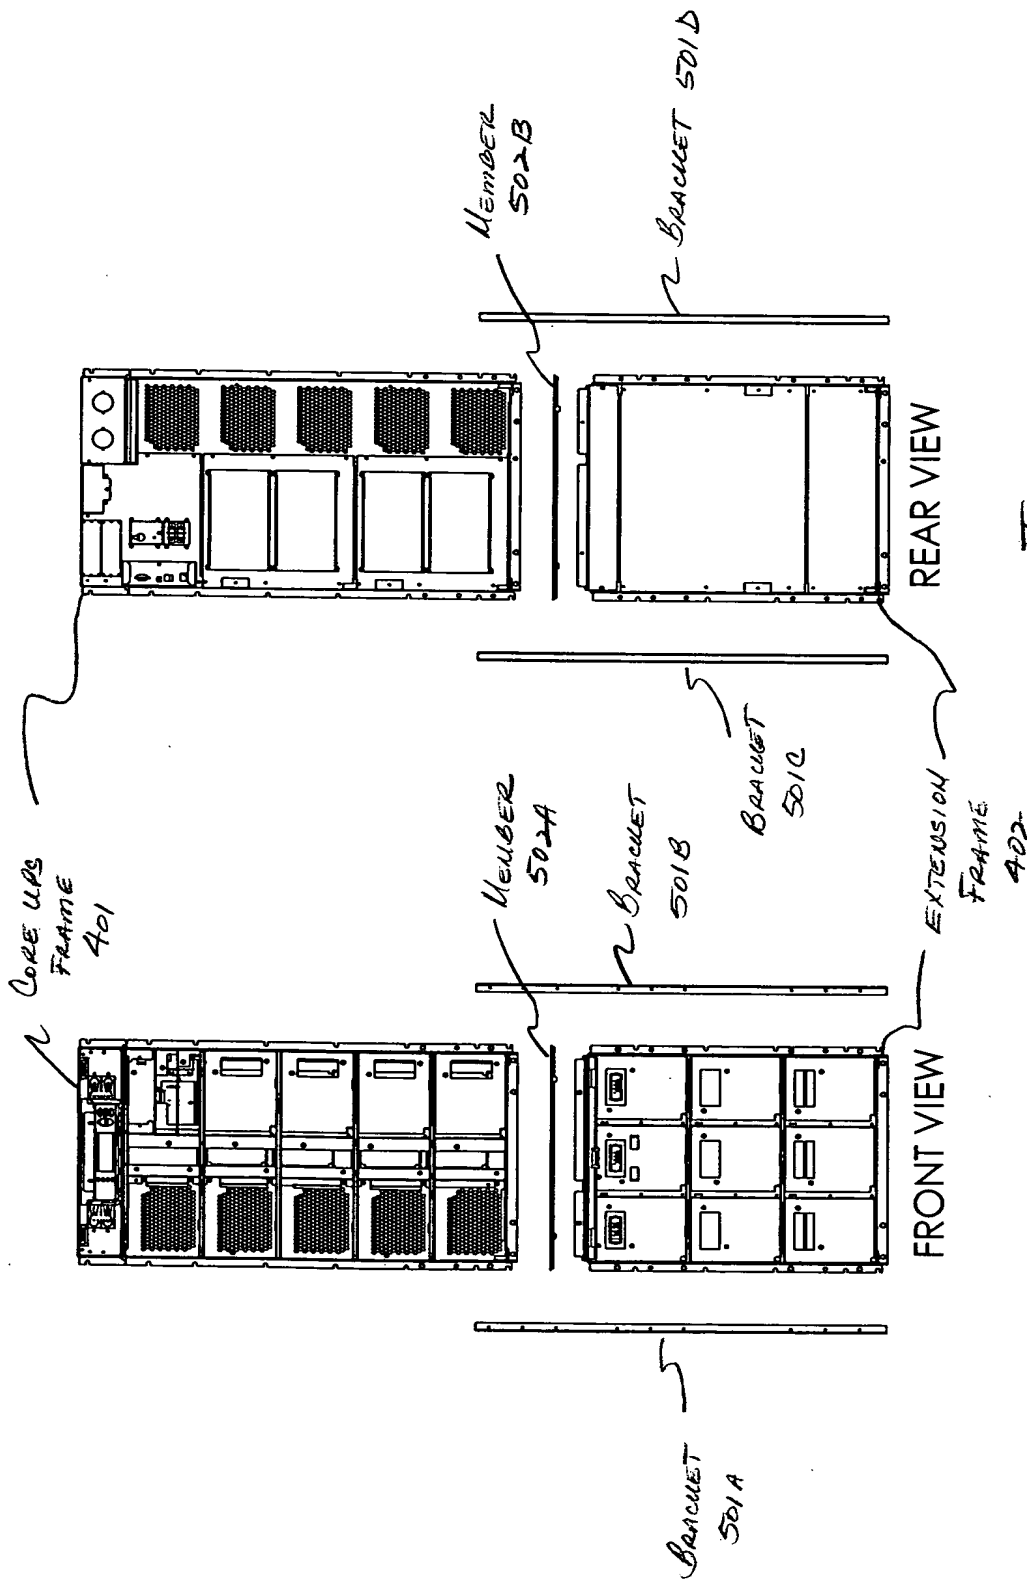 CORE UPS
FRAME
401
MEMBER
502A
BRACKET
501B
BRACKET
501A
EXTENSION
FRAME
402
FRONT VIEW
MEMBER
502B
BRACKET 501D
BRACKET
501C
REAR VIEW